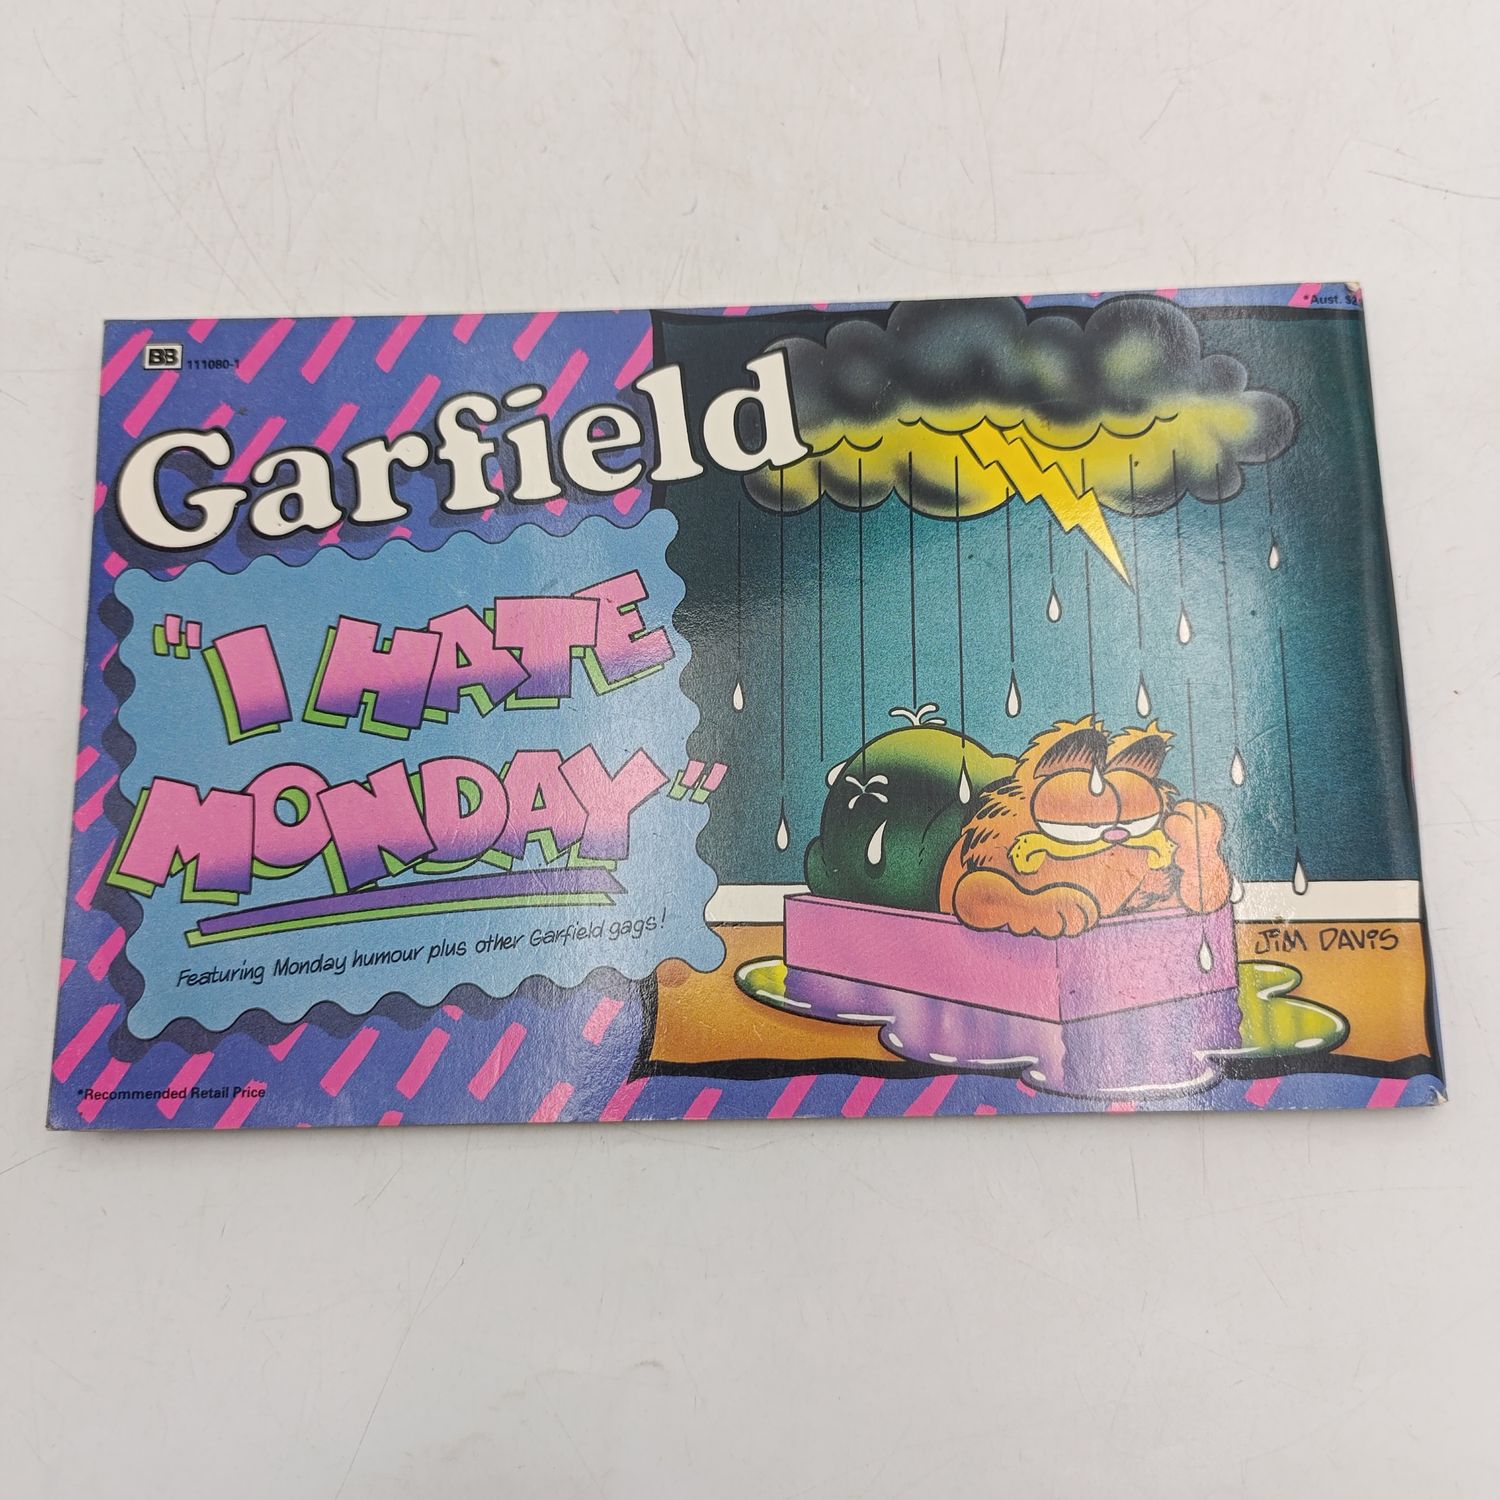 *Aust. $2
BB 111080-1
Garfield
"I HATE
MONDAY"
Featuring Monday humour plus other Garfield gags!
JIM DAVIS
*Recommended Retail Price